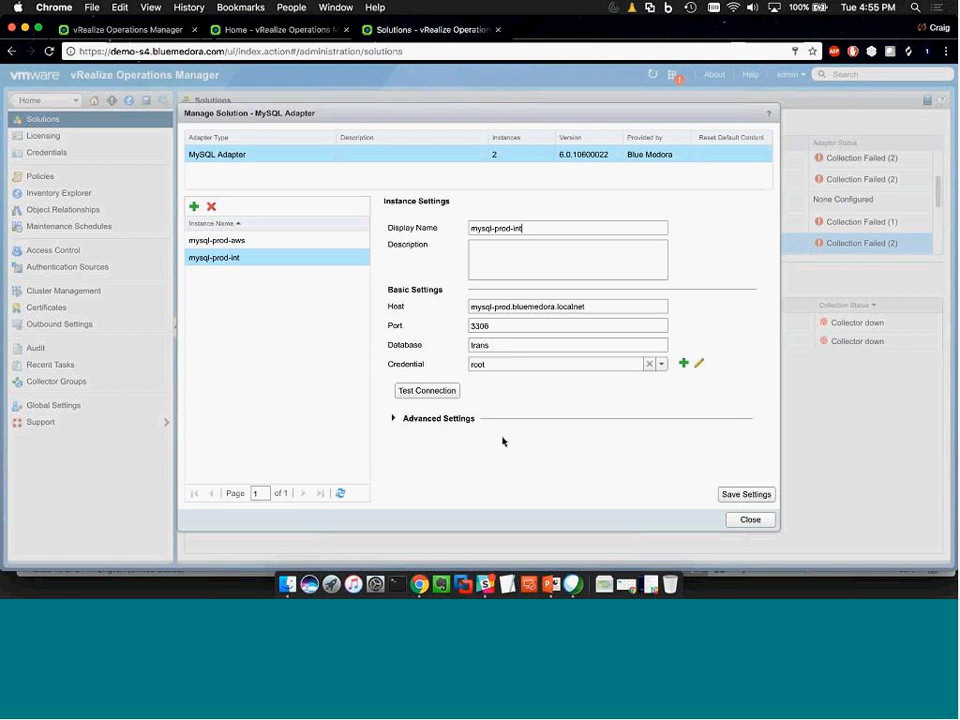 Chrome File Edit View History Bookmarks People Window Help 100% Tue 4:55 PM
vRealize Operations Manager × Home - vRealize Operations M × Solutions - vRealize Operation × Craig
https://demo-s4.bluemedora.com/ui/index.action#/administration/solutions
vmware vRealize Operations Manager About Help admin Search
Home Solutions
Manage Solution - MySQL Adapter ?
Adapter Type Description Instances Version Provided by Reset Default Content
MySQL Adapter 2 6.0.10600022 Blue Medora
Solutions
Licensing
Credentials
Policies
Inventory Explorer
Object Relationships
Maintenance Schedules
Access Control
Authentication Sources
Cluster Management
Certificates
Outbound Settings
Audit
Recent Tasks
Collector Groups
Global Settings
Support
Instance Name
mysql-prod-aws
mysql-prod-int
Page 1 of 1
Instance Settings
Display Name mysql-prod-int
Description
Basic Settings
Host mysql-prod.bluemedora.localnet
Port 3306
Database trans
Credential root
Test Connection
Advanced Settings
Save Settings
Close
Adapter Status
Collection Failed (2)
Collection Failed (2)
None Configured
Collection Failed (1)
Collection Failed (2)
Collection Status
Collector down
Collector down